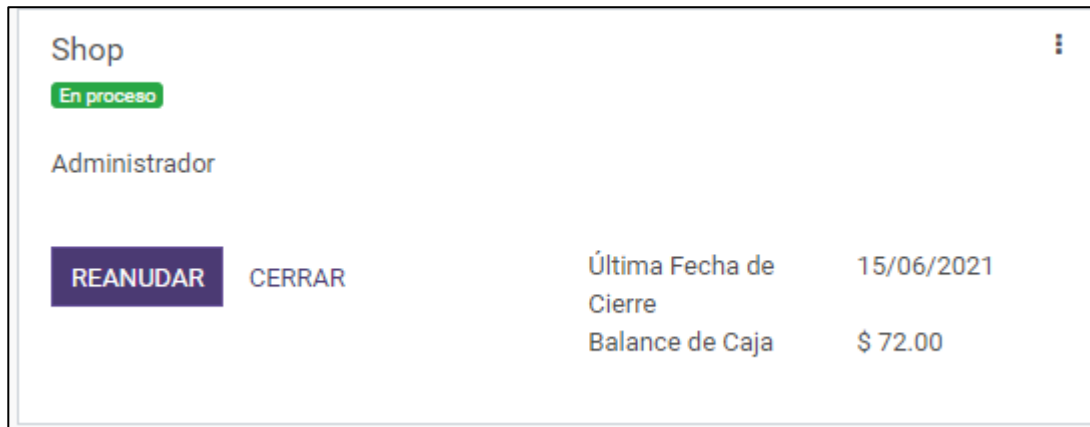 Shop
En proceso
Administrador
REANUDAR CERRAR
Última Fecha de 15/06/2021
Cierre
Balance de Caja $ 72.00